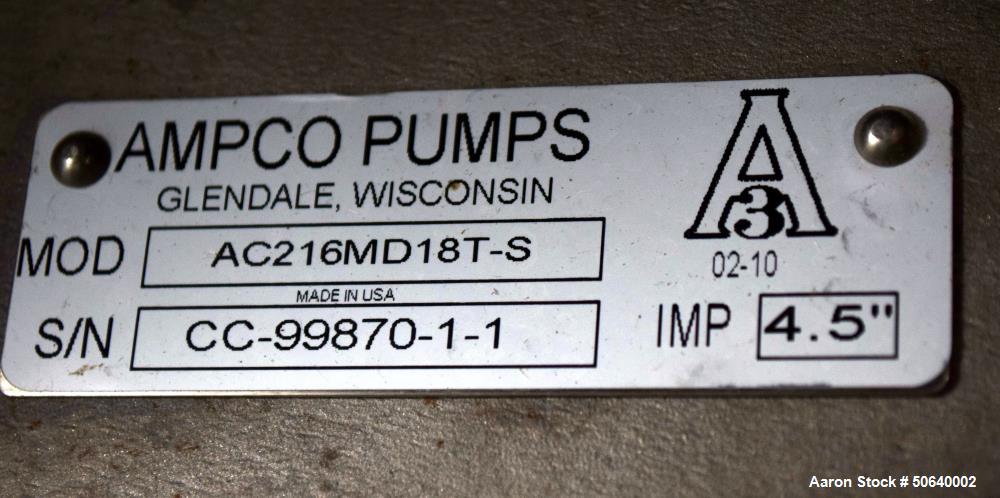 AMPCO PUMPS
GLENDALE, WISCONSIN
A
3
02-10
MOD AC216MD18T-S
MADE IN USA
S/N CC-99870-1-1
IMP 4.5"
Aaron Stock # 50640002